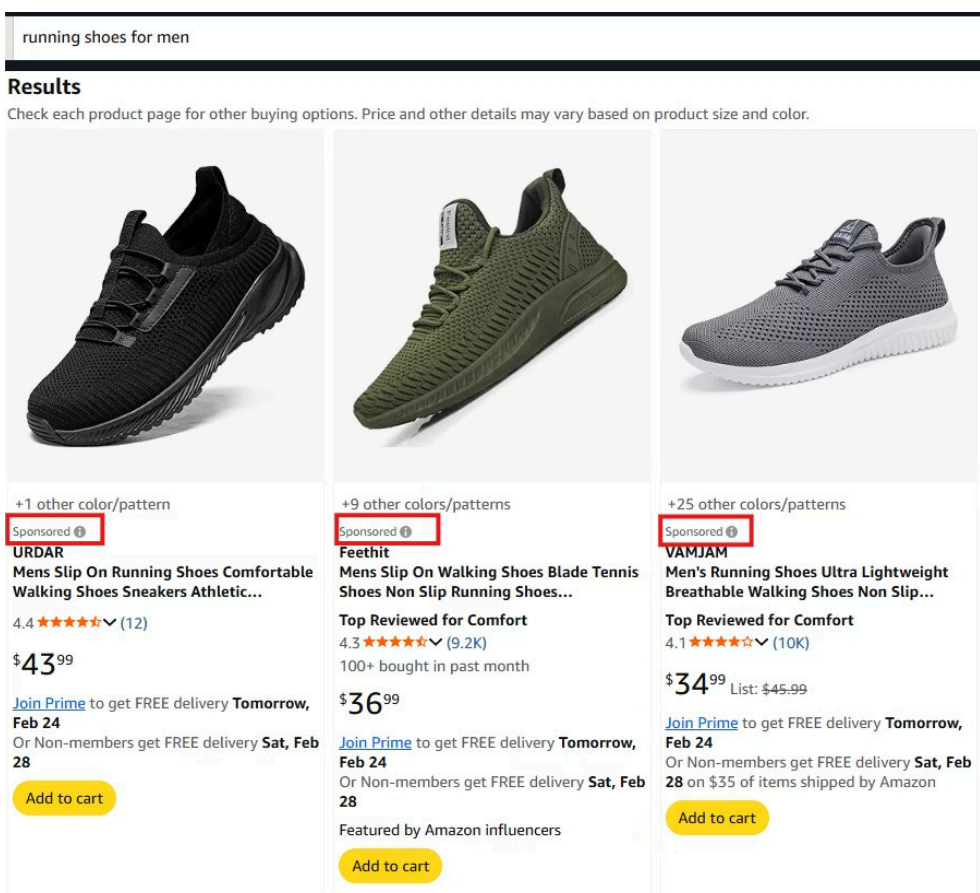 running shoes for men
Results
Check each product page for other buying options. Price and other details may vary based on product size and color.
+1 other color/pattern
Sponsored
URDAR
Mens Slip On Running Shoes Comfortable
Walking Shoes Sneakers Athletic...
4.4 (12)
$43.99
Join Prime to get FREE delivery Tomorrow,
Feb 24
Or Non-members get FREE delivery Sat, Feb
28
Add to cart
+9 other colors/patterns
Sponsored
Feethit
Mens Slip On Walking Shoes Blade Tennis
Shoes Non Slip Running Shoes...
Top Reviewed for Comfort
4.3 (9.2K)
100+ bought in past month
$36.99
Join Prime to get FREE delivery Tomorrow,
Feb 24
Or Non-members get FREE delivery Sat, Feb
28
Featured by Amazon influencers
Add to cart
+25 other colors/patterns
Sponsored
VAMJAM
Men's Running Shoes Ultra Lightweight
Breathable Walking Shoes Non Slip...
Top Reviewed for Comfort
4.1 (10K)
$34.99 List: $45.99
Join Prime to get FREE delivery Tomorrow,
Feb 24
Or Non-members get FREE delivery Sat, Feb
28 on $35 of items shipped by Amazon
Add to cart